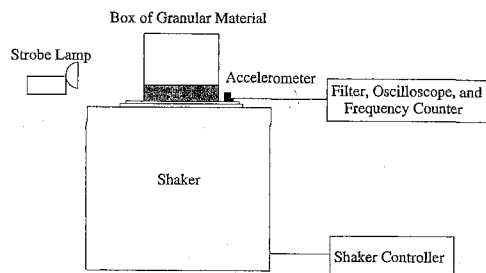 Box of Granular Material
Strobe Lamp
Accelerometer
Filter, Oscilloscope, and
Frequency Counter
Shaker
Shaker Controller